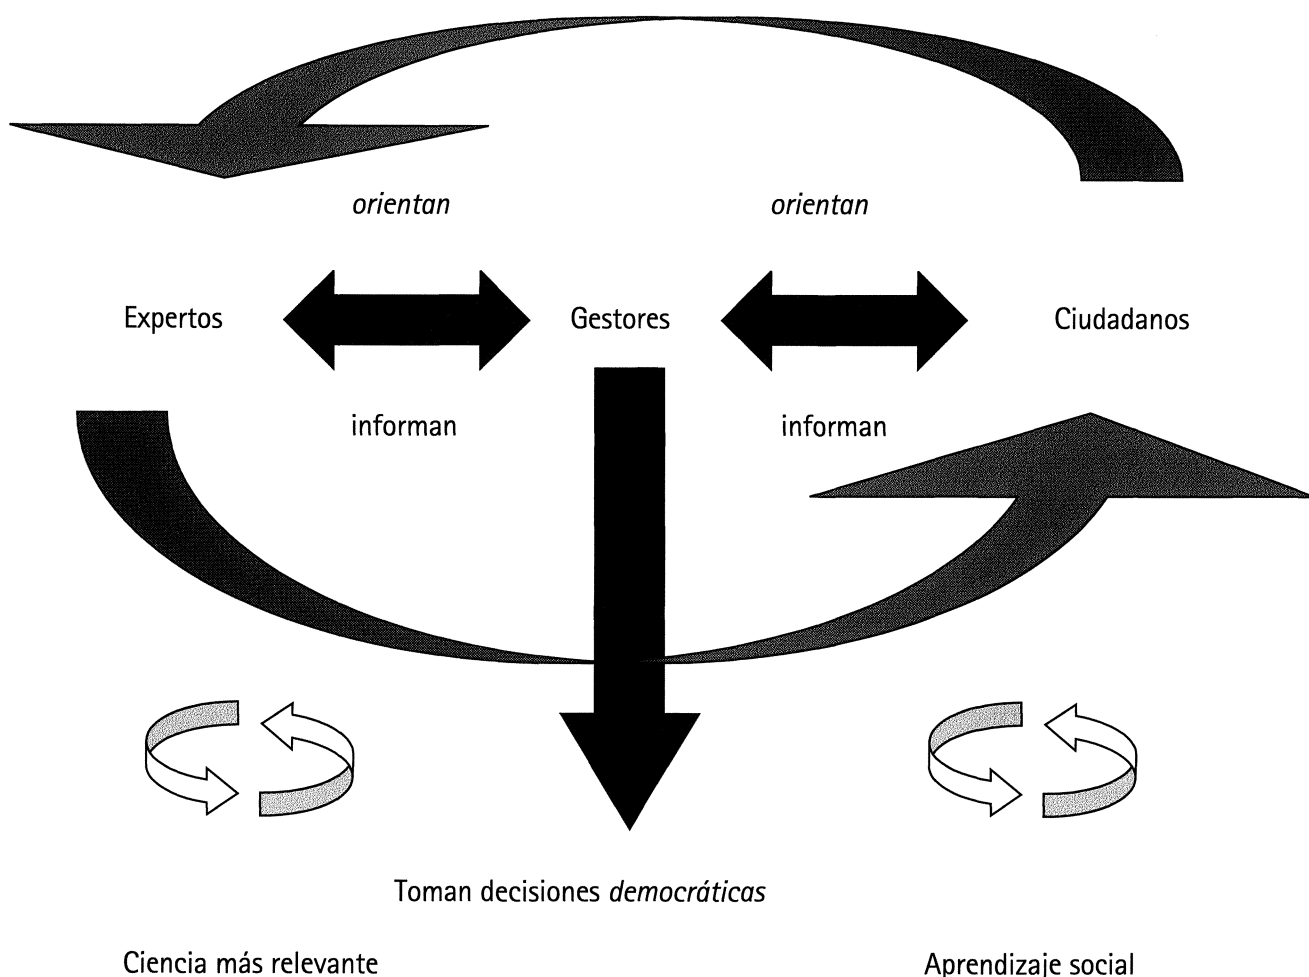 orientan orientan
Expertos Gestores Ciudadanos
informan informan
Toman decisiones democráticas
Ciencia más relevante Aprendizaje social